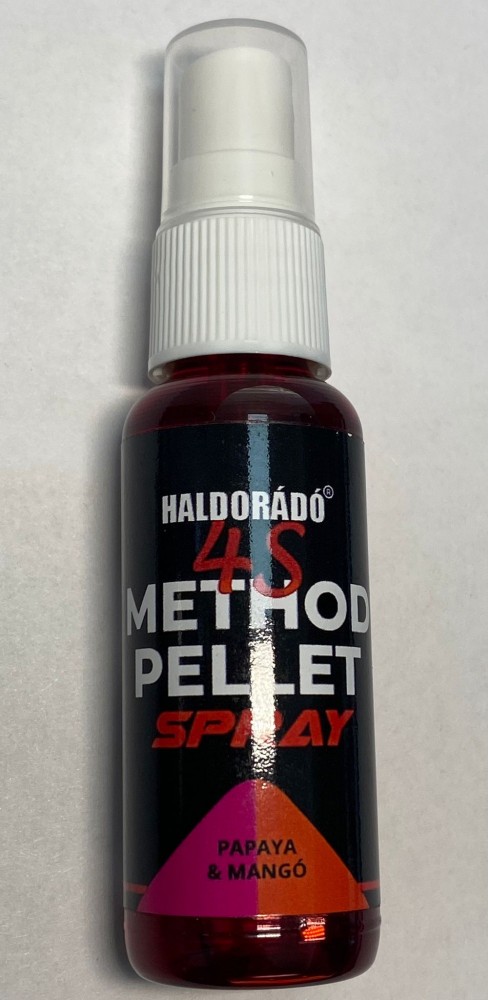 HALDORÁDÓ®
4S
METHOD
PELLET
SPRAY
PAPAYA
& MANGÓ